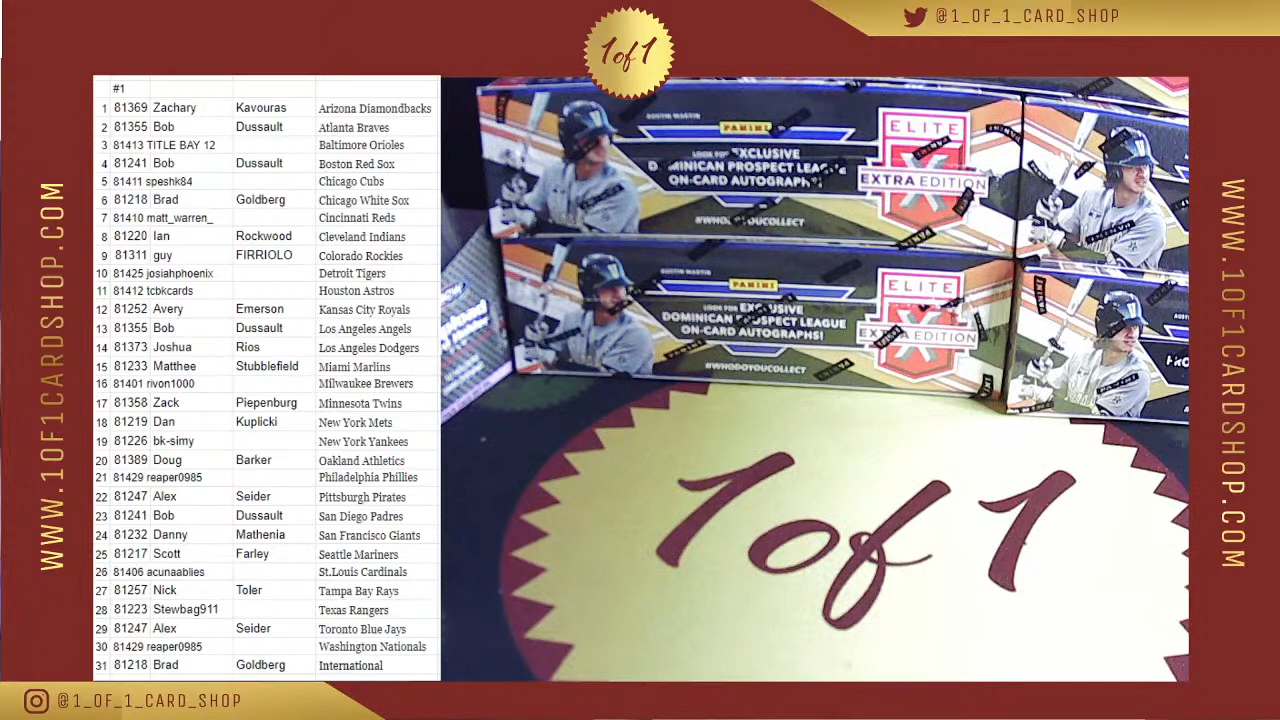 @1_OF_1_CARD_SHOP
1of1
WWW.1OF1CARDSHOP.COM
#1
1 81369 Zachary Kavouras Arizona Diamondbacks
2 81355 Bob Dussault Atlanta Braves
3 81413 TITLE BAY 12 Baltimore Orioles
4 81241 Bob Dussault Boston Red Sox
5 81411 speshk84 Chicago Cubs
6 81218 Brad Goldberg Chicago White Sox
7 81410 matt_warren_ Cincinnati Reds
8 81220 Ian Rockwood Cleveland Indians
9 81311 guy FIRRIOLO Colorado Rockies
10 81425 josiahphoenix Detroit Tigers
11 81412 tcbkcards Houston Astros
12 81252 Avery Emerson Kansas City Royals
13 81355 Bob Dussault Los Angeles Angels
14 81373 Joshua Rios Los Angeles Dodgers
15 81233 Matthee Stubblefield Miami Marlins
16 81401 rivon1000 Milwaukee Brewers
17 81358 Zack Piepenburg Minnesota Twins
18 81219 Dan Kuplicki New York Mets
19 81226 bk-simy New York Yankees
20 81389 Doug Barker Oakland Athletics
21 81429 reaper0985 Philadelphia Phillies
22 81247 Alex Seider Pittsburgh Pirates
23 81241 Bob Dussault San Diego Padres
24 81232 Danny Mathenia San Francisco Giants
25 81217 Scott Farley Seattle Mariners
26 81406 acunaablies St.Louis Cardinals
27 81257 Nick Toler Tampa Bay Rays
28 81223 Stewbag911 Texas Rangers
29 81247 Alex Seider Toronto Blue Jays
30 81429 reaper0985 Washington Nationals
31 81218 Brad Goldberg International
AUSTIN MARTIN
PANINI
LOOK FOR EXCLUSIVE
DOMINICAN PROSPECT LEAGUE
ON-CARD AUTOGRAPHS!
#WHODOYOUCOLLECT
ELITE
EXTRA EDITION
AUSTIN MARTIN
PANINI
LOOK FOR EXCLUSIVE
DOMINICAN PROSPECT LEAGUE
ON-CARD AUTOGRAPHS!
#WHODOYOUCOLLECT
ELITE
EXTRA EDITION
1of1
WWW.1OF1CARDSHOP.COM
@1_OF_1_CARD_SHOP